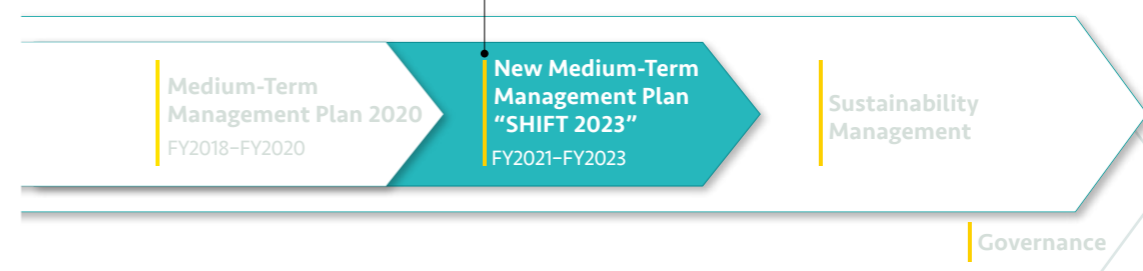 Medium-Term
Management Plan 2020
FY2018–FY2020
New Medium-Term
Management Plan
“SHIFT 2023”
FY2021–FY2023
Sustainability
Management
Governance